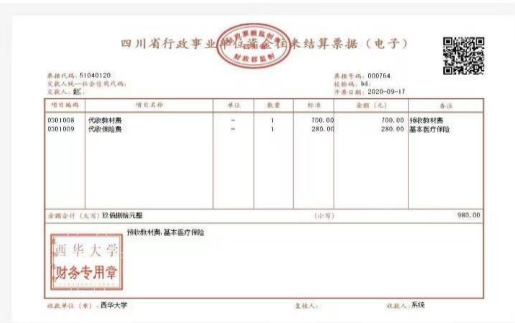 四川省行政事业单位资金往来结算票据（电子）
票据代码：51040120
票据号码：000764
交款人统一社会信用代码：
校验码：bd
交款人：赵
开票日期：2020-09-17
项目编码 项目名称 单位 数量 标准 金额（元） 备注
0301008 代收教材费 - 1 700.00 700.00 预收教材费
0301009 代收保险费 - 1 280.00 280.00 基本医疗保险
金额合计（大写）玖佰捌拾元整 （小写） 980.00
预收教材费,基本医疗保险
西华大学
财务专用章
收款单位（章）：西华大学 复核人： 收款人：系统